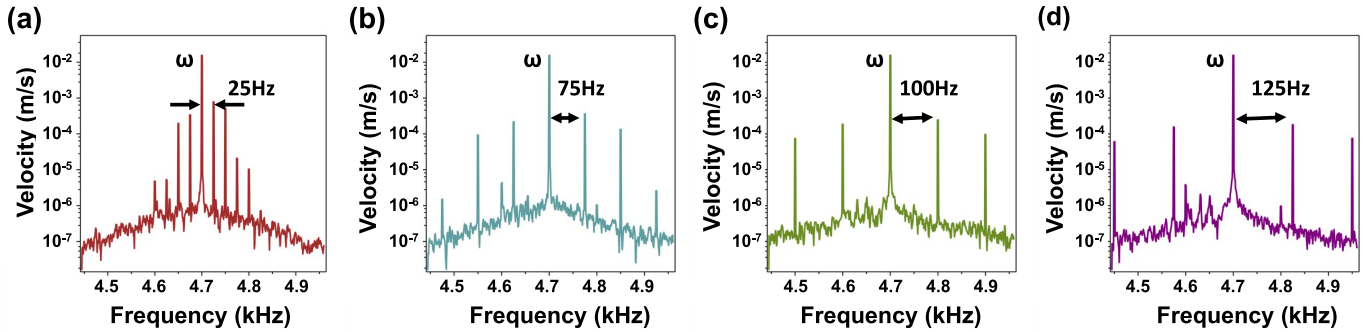 (a)
ω
25Hz
Velocity (m/s)
10⁻²
10⁻³
10⁻⁴
10⁻⁵
10⁻⁶
10⁻⁷
4.5 4.6 4.7 4.8 4.9
Frequency (kHz)
(b)
ω
75Hz
Velocity (m/s)
10⁻²
10⁻³
10⁻⁴
10⁻⁵
10⁻⁶
10⁻⁷
4.5 4.6 4.7 4.8 4.9
Frequency (kHz)
(c)
ω
100Hz
Velocity (m/s)
10⁻²
10⁻³
10⁻⁴
10⁻⁵
10⁻⁶
10⁻⁷
4.5 4.6 4.7 4.8 4.9
Frequency (kHz)
(d)
ω
125Hz
Velocity (m/s)
10⁻²
10⁻³
10⁻⁴
10⁻⁵
10⁻⁶
10⁻⁷
4.5 4.6 4.7 4.8 4.9
Frequency (kHz)